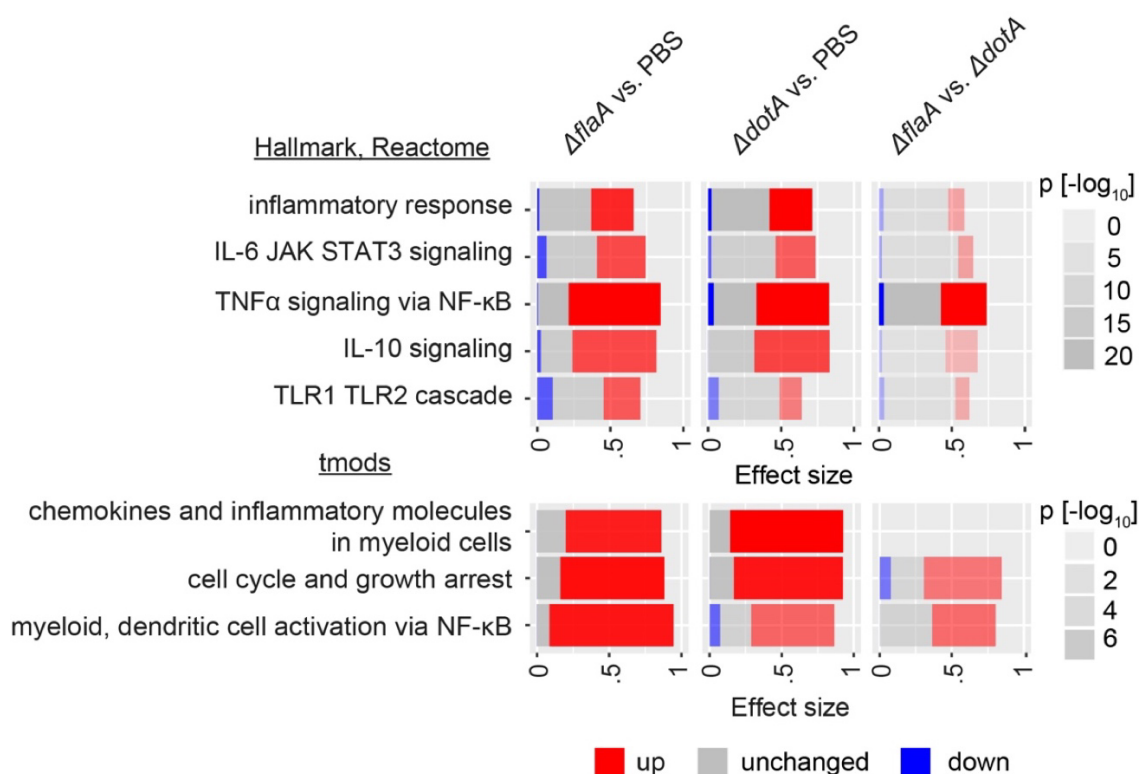 ΔflaA vs. PBS
ΔdotA vs. PBS
ΔflaA vs. ΔdotA
Hallmark, Reactome
p [-log10]
inflammatory response
IL-6 JAK STAT3 signaling
TNFα signaling via NF-κB
IL-10 signaling
TLR1 TLR2 cascade
0
5
10
15
20
0 .5 1 0 .5 1 0 .5 1
Effect size
tmods
p [-log10]
chemokines and inflammatory molecules
in myeloid cells
cell cycle and growth arrest
myeloid, dendritic cell activation via NF-κB
0
2
4
6
0 .5 1 0 .5 1 0 .5 1
Effect size
up unchanged down